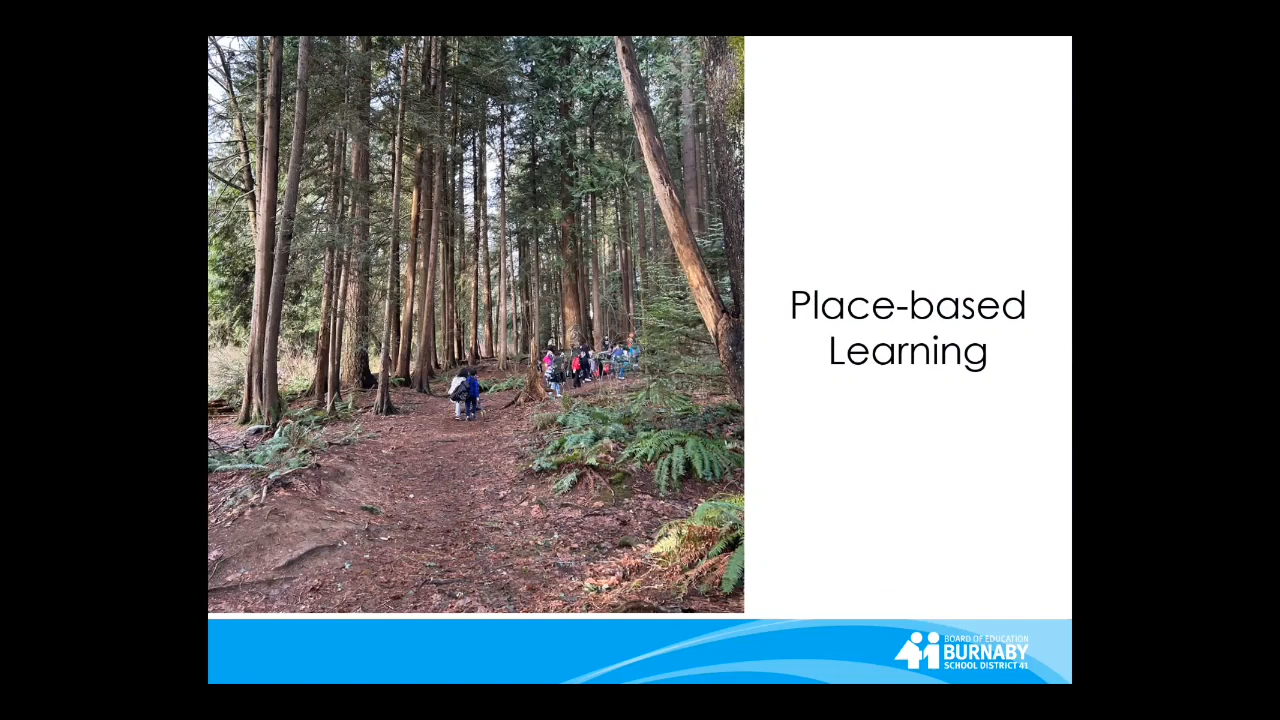 Place-based
Learning
BOARD OF EDUCATION
BURNABY
SCHOOL DISTRICT 41